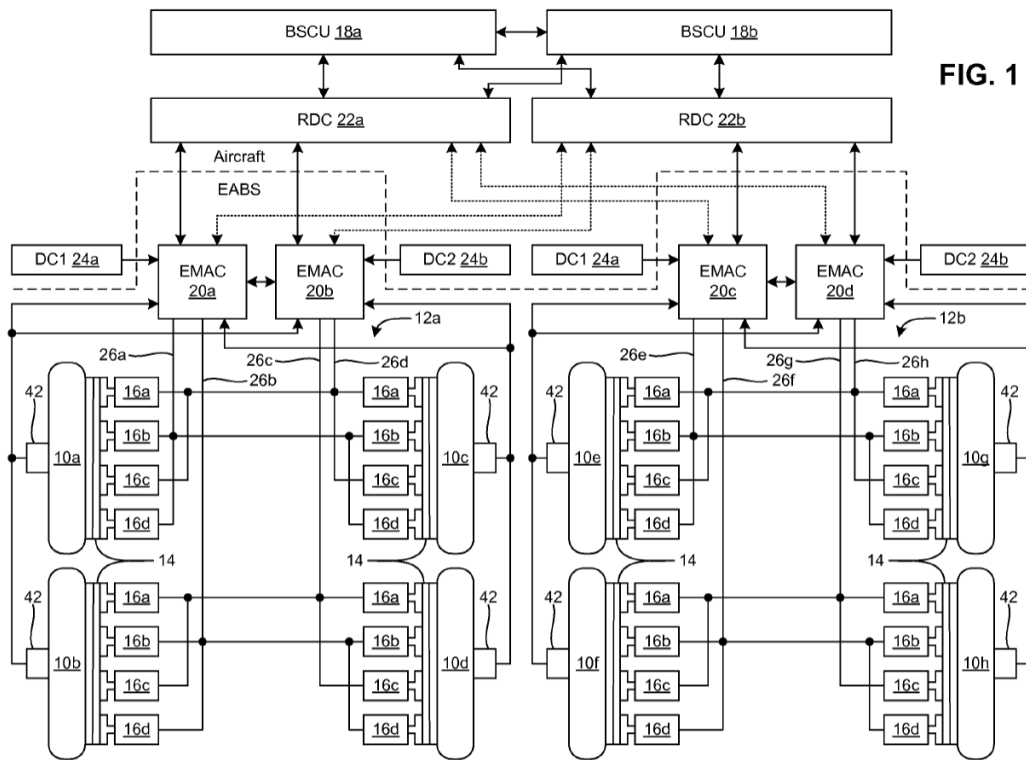 BSCU 18a
BSCU 18b
FIG. 1
RDC 22a
RDC 22b
Aircraft
EABS
DC1 24a
EMAC 20a
EMAC 20b
DC2 24b
DC1 24a
EMAC 20c
EMAC 20d
DC2 24b
12a
12b
26a
26c
26d
26e
26g
26h
26b
26f
42
16a
16a
42
42
16a
16a
42
16b
16b
16b
16b
10a
10c
10e
10g
16c
16c
16c
16c
16d
16d
16d
16d
14
14
14
14
42
16a
16a
42
42
16a
16a
42
16b
16b
16b
16b
10b
10d
10f
10h
16c
16c
16c
16c
16d
16d
16d
16d